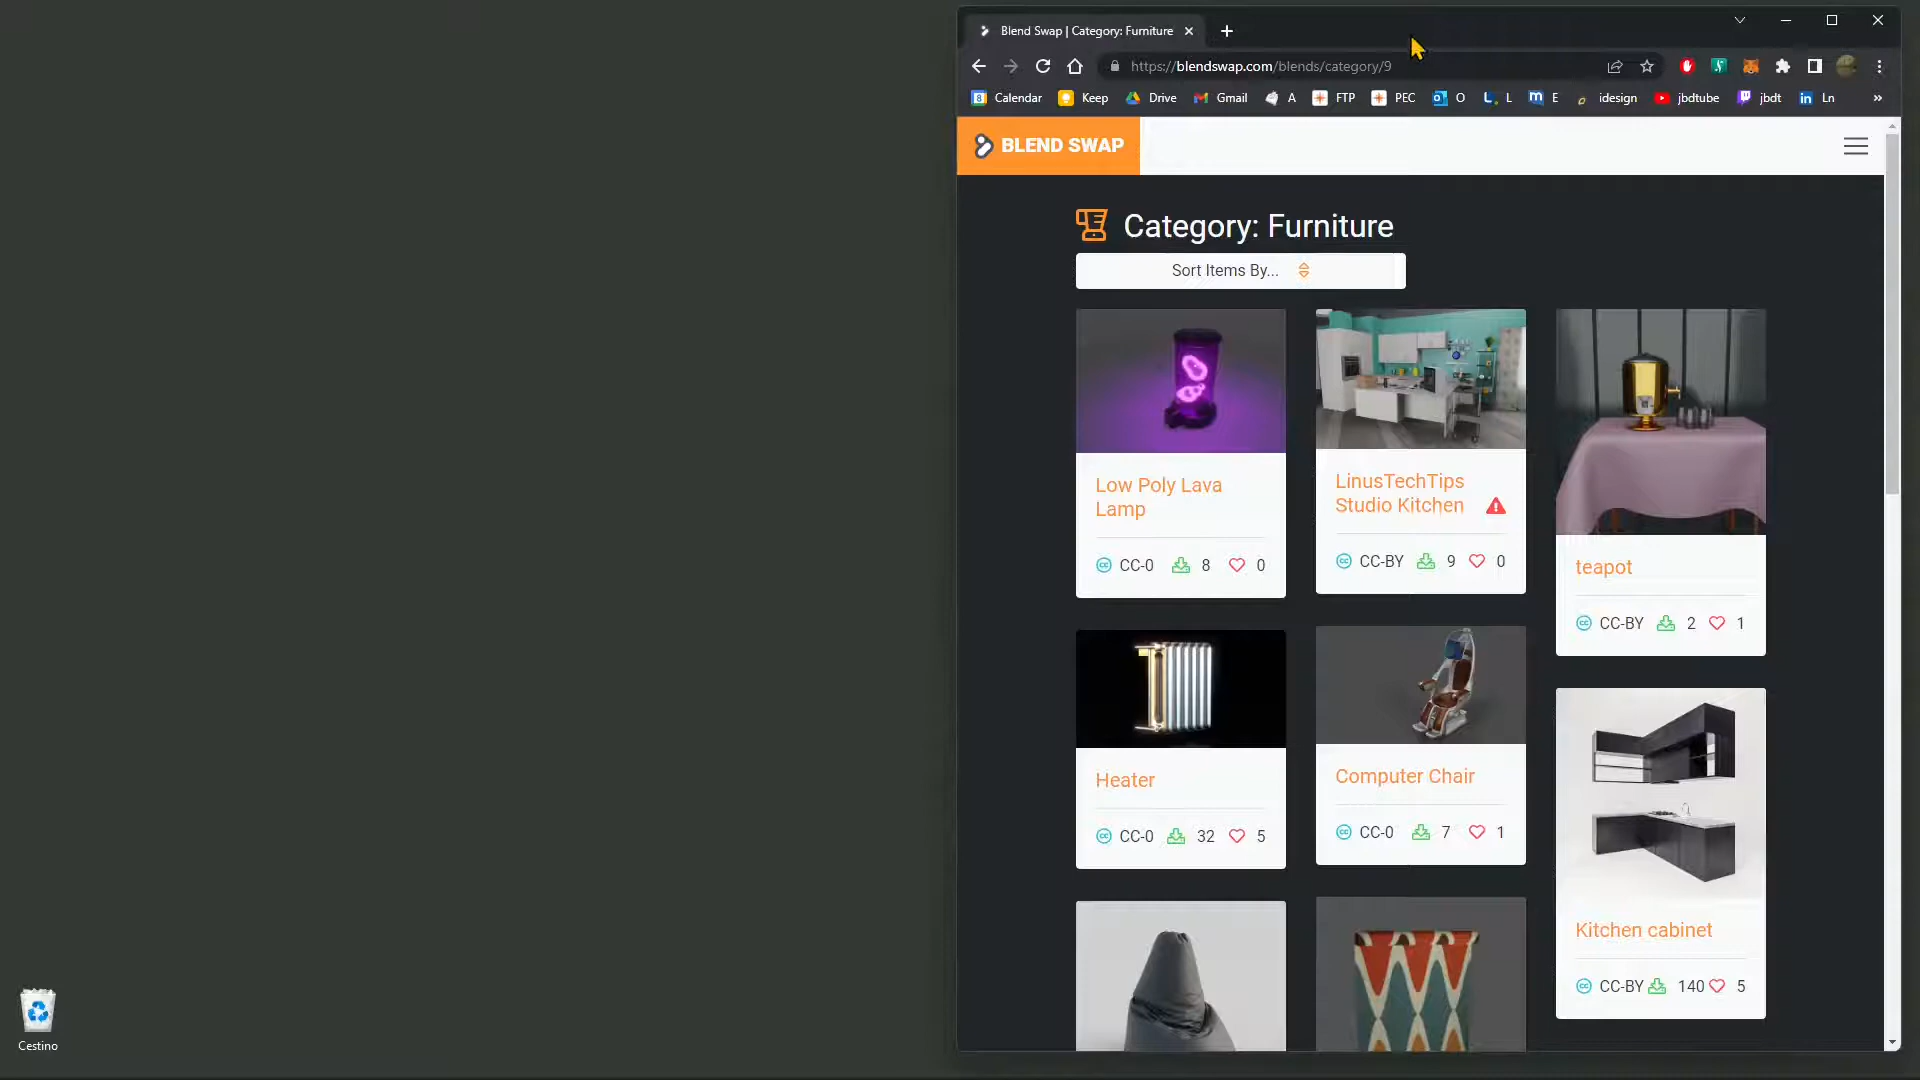 Blend Swap | Category: Furniture
https://blendswap.com/blends/category/9
Calendar Keep Drive Gmail A FTP PEC O L E idesign jbdtube jbdt Ln
BLEND SWAP
Category: Furniture
Sort Items By...
Low Poly Lava
Lamp
CC-0 8 0
LinusTechTips
Studio Kitchen
CC-BY 9 0
teapot
CC-BY 2 1
Heater
CC-0 32 5
Computer Chair
CC-0 7 1
Kitchen cabinet
CC-BY 140 5
Cestino